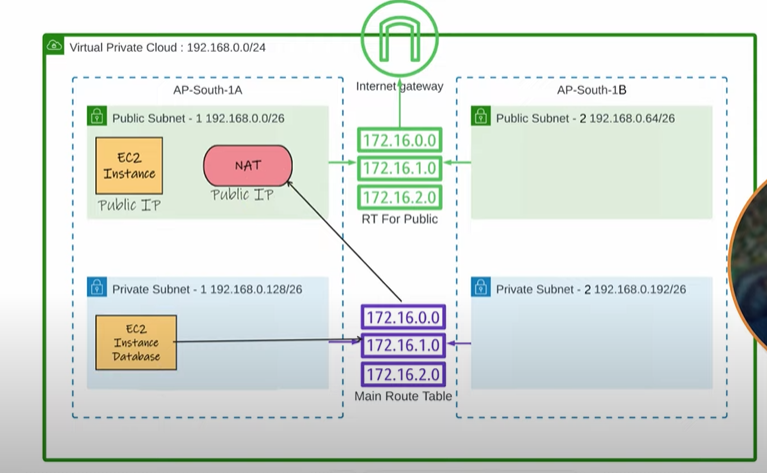 Virtual Private Cloud : 192.168.0.0/24
Internet gateway
AP-South-1A
AP-South-1B
Public Subnet - 1 192.168.0.0/26
Public Subnet - 2 192.168.0.64/26
EC2
Instance
Public IP
NAT
Public IP
172.16.0.0
172.16.1.0
172.16.2.0
RT For Public
Private Subnet - 1 192.168.0.128/26
Private Subnet - 2 192.168.0.192/26
EC2
Instance
Database
172.16.0.0
172.16.1.0
172.16.2.0
Main Route Table